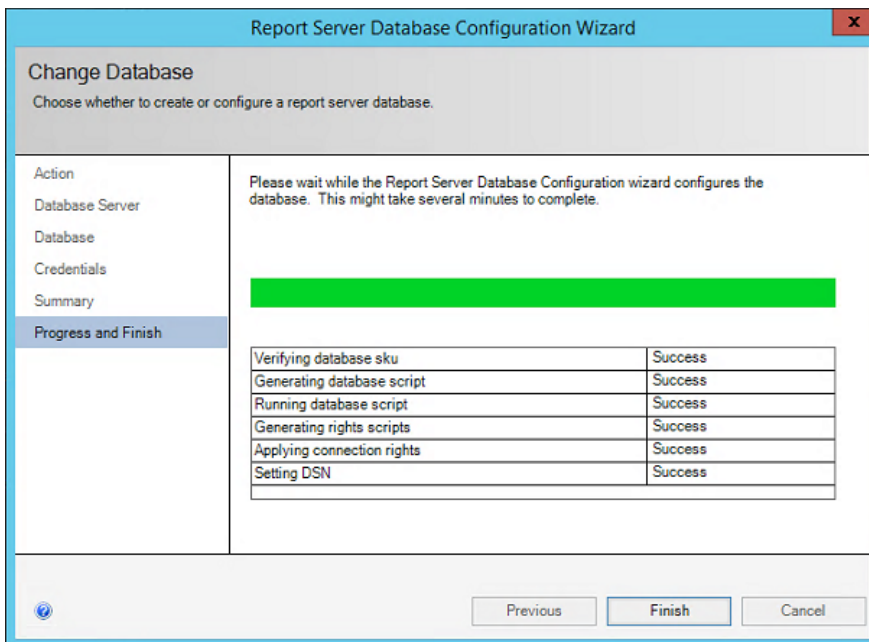 Report Server Database Configuration Wizard
x
Change Database
Choose whether to create or configure a report server database.
Action
Database Server
Database
Credentials
Summary
Progress and Finish
Please wait while the Report Server Database Configuration wizard configures the
database. This might take several minutes to complete.
Verifying database sku Success
Generating database script Success
Running database script Success
Generating rights scripts Success
Applying connection rights Success
Setting DSN Success
? Previous Finish Cancel